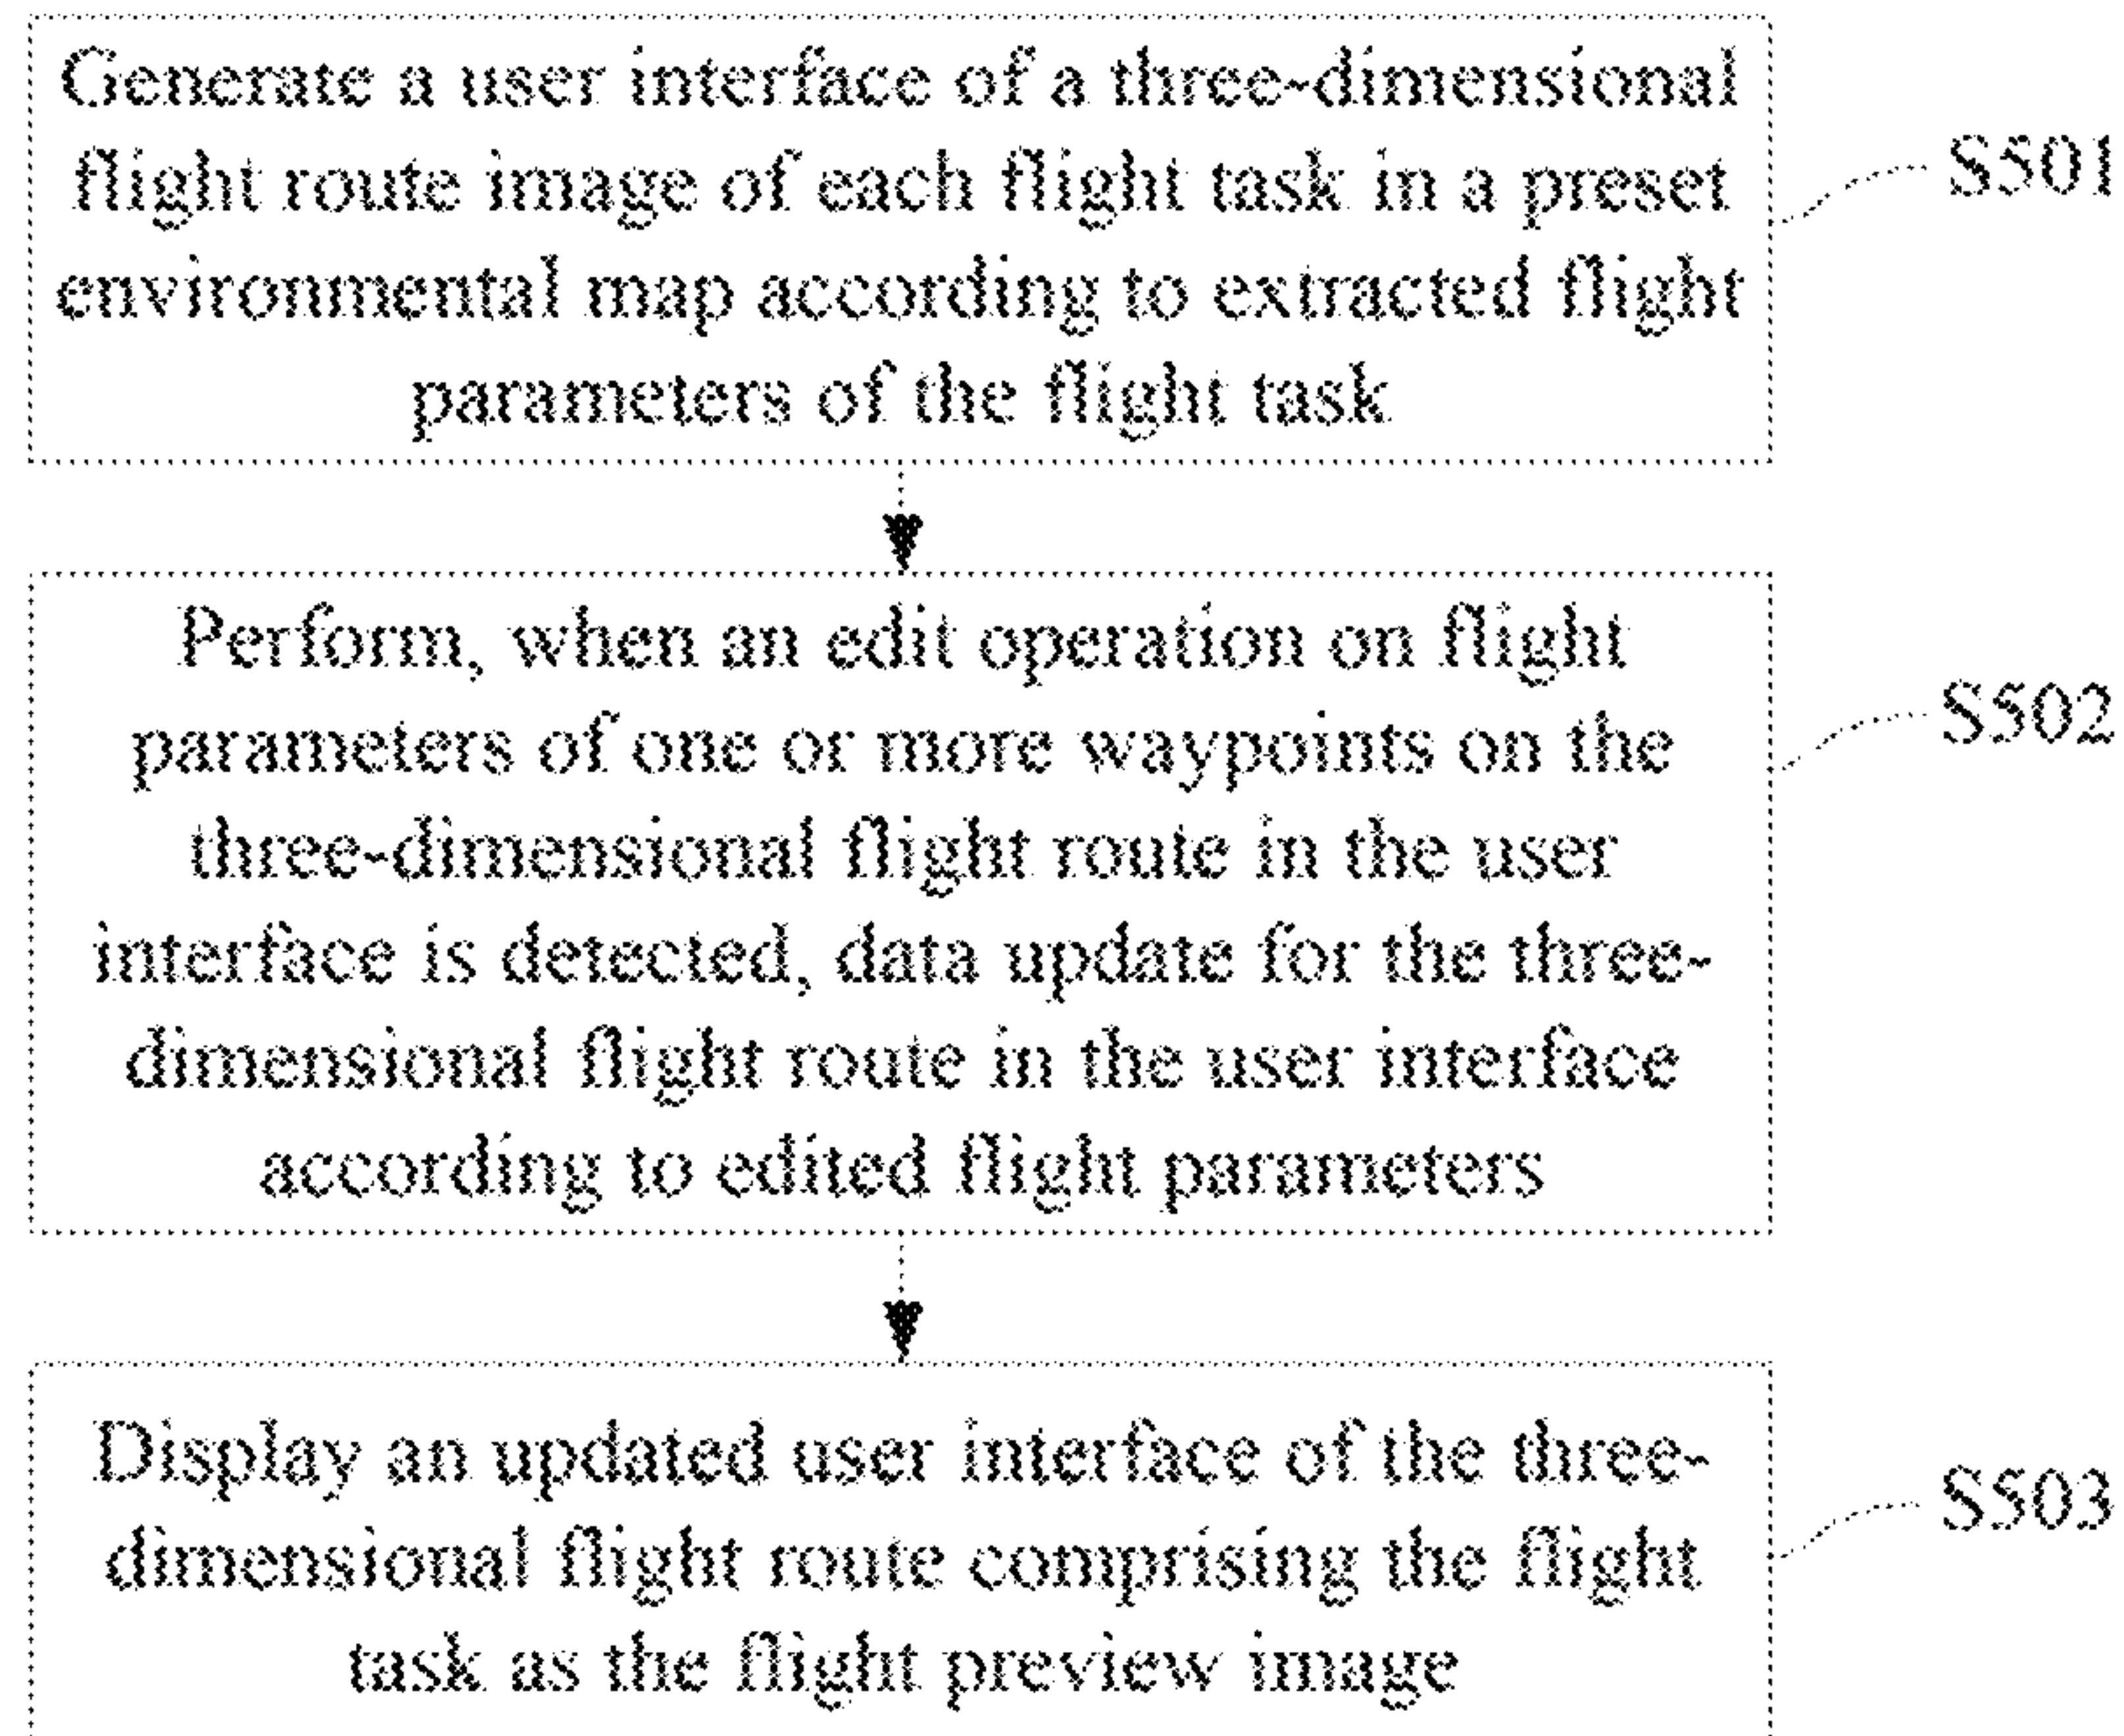 Generate a user interface of a three-dimensional
flight route image of each flight task in a preset
environmental map according to extracted flight
parameters of the flight task
S501
Perform, when an edit operation on flight
parameters of one or more waypoints on the
three-dimensional flight route in the user
interface is detected, data update for the three-
dimensional flight route in the user interface
according to edited flight parameters
S502
Display an updated user interface of the three-
dimensional flight route comprising the flight
task as the flight preview image
S503